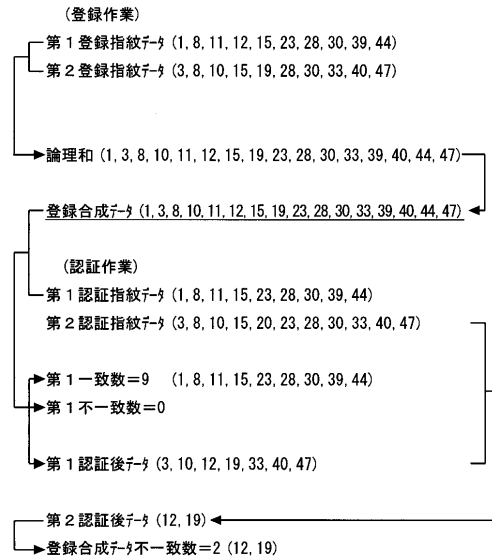 (登録作業)
第1登録指紋データ (1, 8, 11, 12, 15, 23, 28, 30, 39, 44)
第2登録指紋データ (3, 8, 10, 15, 19, 28, 30, 33, 40, 47)
論理和 (1, 3, 8, 10, 11, 12, 15, 19, 23, 28, 30, 33, 39, 40, 44, 47)
登録合成データ (1, 3, 8, 10, 11, 12, 15, 19, 23, 28, 30, 33, 39, 40, 44, 47)
(認証作業)
第1認証指紋データ (1, 8, 11, 15, 23, 28, 30, 39, 44)
第2認証指紋データ (3, 8, 10, 15, 20, 23, 28, 30, 33, 40, 47)
第1一致数=9 (1, 8, 11, 15, 23, 28, 30, 39, 44)
第1不一致数=0
第1認証後データ (3, 10, 12, 19, 33, 40, 47)
第2認証後データ (12, 19)
登録合成データ不一致数=2 (12, 19)